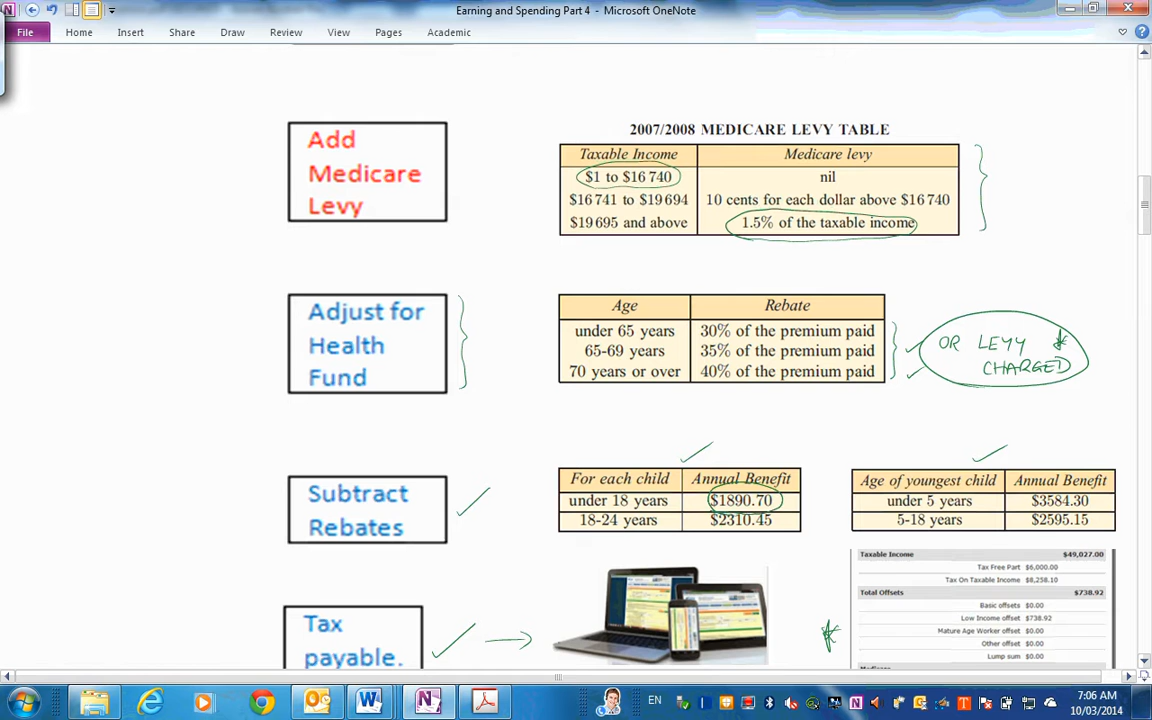 Earning and Spending Part 4 - Microsoft OneNote
File Home Insert Share Draw Review View Pages Academic
Add
Medicare
Levy
2007/2008 MEDICARE LEVY TABLE
Taxable Income Medicare levy
$1 to $16 740 nil
$16 741 to $19 694 10 cents for each dollar above $16 740
$19 695 and above 1.5% of the taxable income
Adjust for
Health
Fund
Age Rebate
under 65 years 30% of the premium paid
65-69 years 35% of the premium paid
70 years or over 40% of the premium paid
OR LEVY *
CHARGED
Subtract
Rebates
For each child Annual Benefit
under 18 years $1890.70
18-24 years $2310.45
Age of youngest child Annual Benefit
under 5 years $3584.30
5-18 years $2595.15
Tax
payable.
*
Taxable Income $49,027.00
Tax Free Part $6,000.00
Tax On Taxable Income $8,258.10
Total Offsets $738.92
Basic offsets $0.00
Low Income offset $738.92
Mature Age Worker offset $0.00
Other offset $0.00
Lump sum $0.00
EN
7:06 AM
10/03/2014